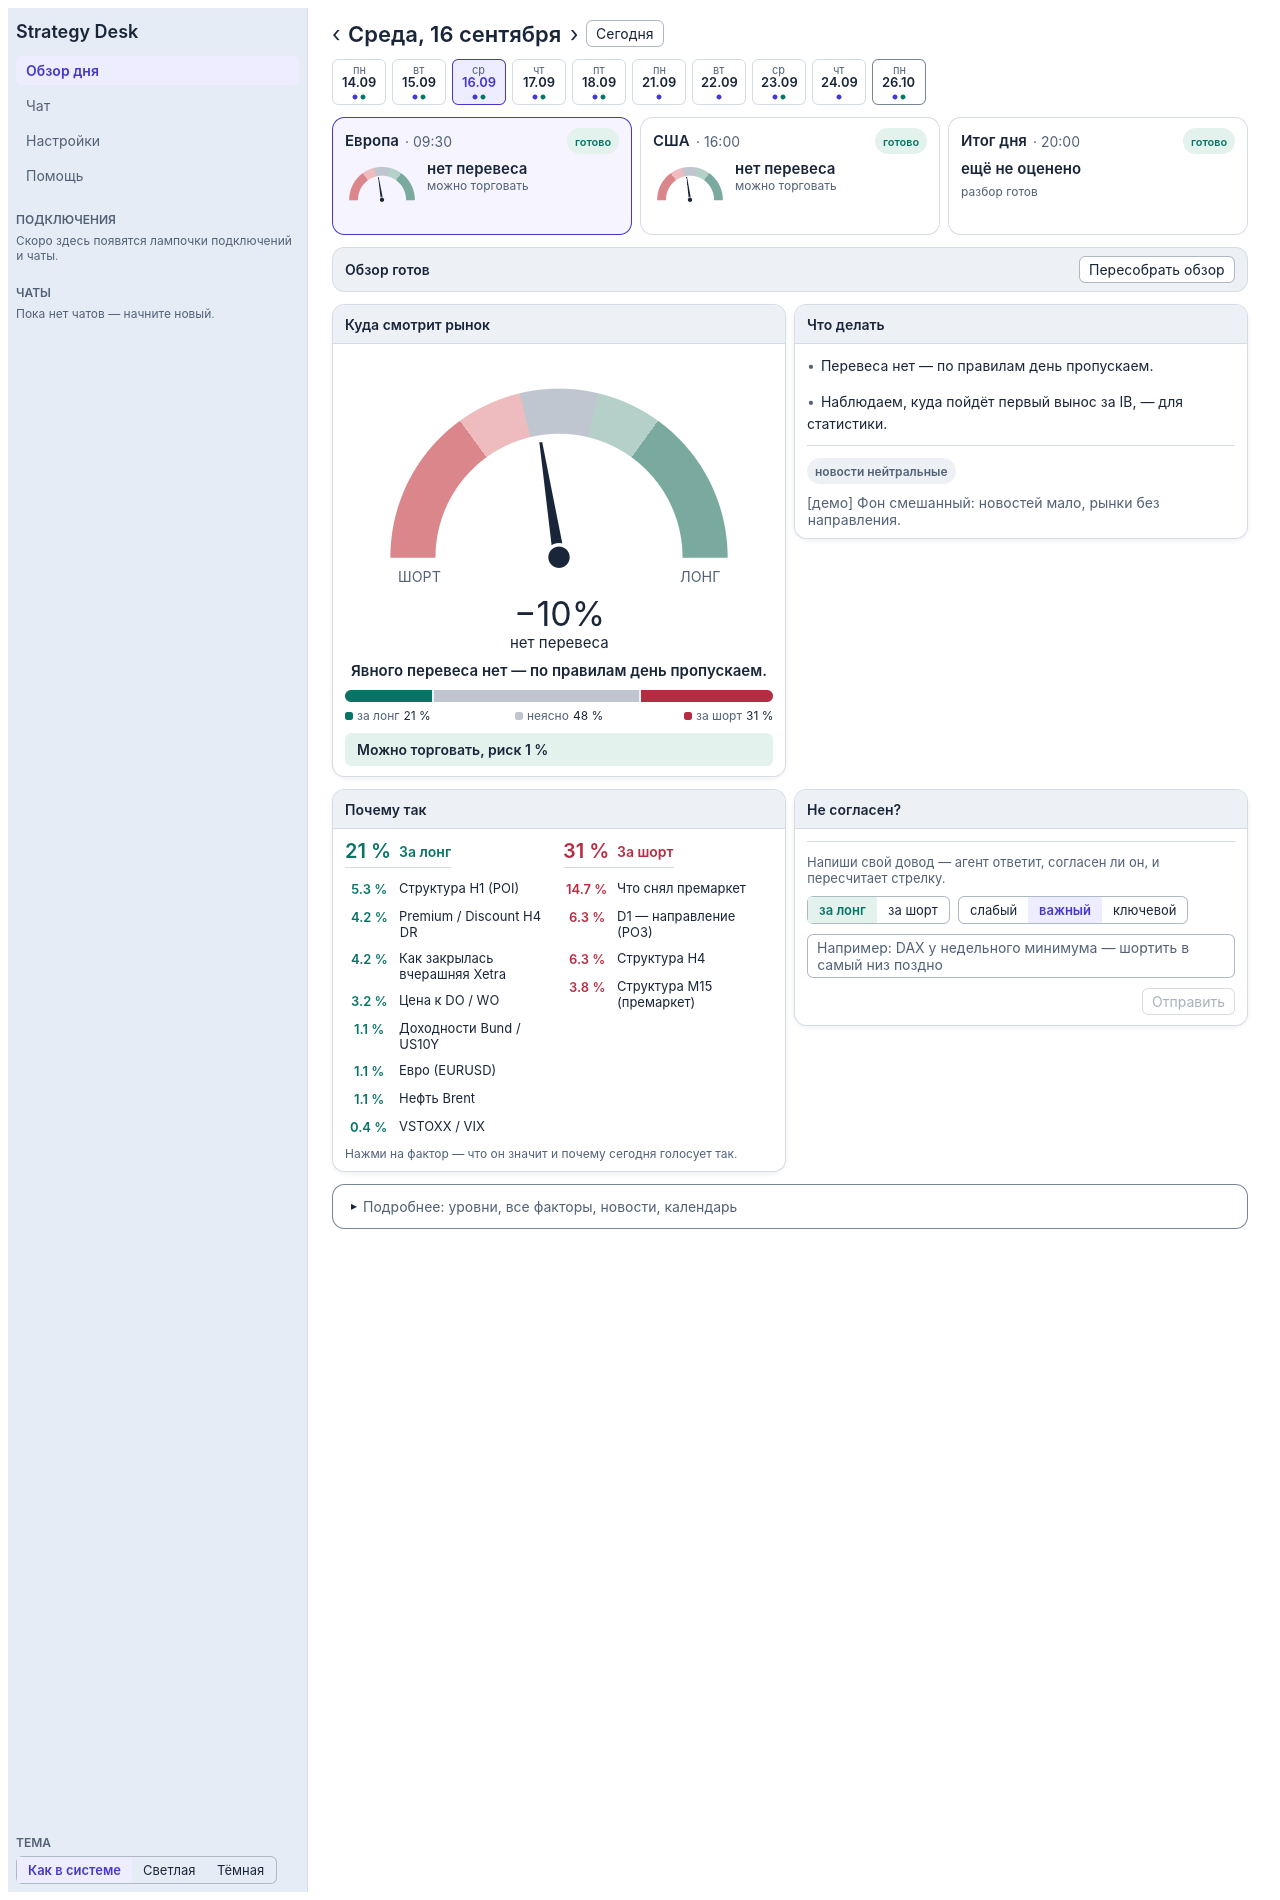 Strategy Desk
Обзор дня
Чат
Настройки
Помощь
ПОДКЛЮЧЕНИЯ
Скоро здесь появятся лампочки подключений
и чаты.
ЧАТЫ
Пока нет чатов — начните новый.
ТЕМА
Как в системе Светлая Тёмная
‹ Среда, 16 сентября › Сегодня
пн вт ср чт пт пн вт ср чт пн
14.09 15.09 16.09 17.09 18.09 21.09 22.09 23.09 24.09 26.10
Европа · 09:30 готово
нет перевеса
можно торговать
США · 16:00 готово
нет перевеса
можно торговать
Итог дня · 20:00 готово
ещё не оценено
разбор готов
Обзор готов Пересобрать обзор
Куда смотрит рынок
ШОРТ ЛОНГ
−10%
нет перевеса
Явного перевеса нет — по правилам день пропускаем.
за лонг 21 % неясно 48 % за шорт 31 %
Можно торговать, риск 1 %
Что делать
• Перевеса нет — по правилам день пропускаем.
• Наблюдаем, куда пойдёт первый вынос за IB, — для
статистики.
новости нейтральные
[демо] Фон смешанный: новостей мало, рынки без
направления.
Почему так
21 % За лонг
5.3 % Структура H1 (POI)
4.2 % Premium / Discount H4
DR
4.2 % Как закрылась
вчерашняя Xetra
3.2 % Цена к DO / WO
1.1 % Доходности Bund /
US10Y
1.1 % Евро (EURUSD)
1.1 % Нефть Brent
0.4 % VSTOXX / VIX
31 % За шорт
14.7 % Что снял премаркет
6.3 % D1 — направление
(PO3)
6.3 % Структура H4
3.8 % Структура M15
(премаркет)
Нажми на фактор — что он значит и почему сегодня голосует так.
Не согласен?
Напиши свой довод — агент ответит, согласен ли он, и
пересчитает стрелку.
за лонг за шорт слабый важный ключевой
Например: DAX у недельного минимума — шортить в
самый низ поздно
Отправить
▸ Подробнее: уровни, все факторы, новости, календарь